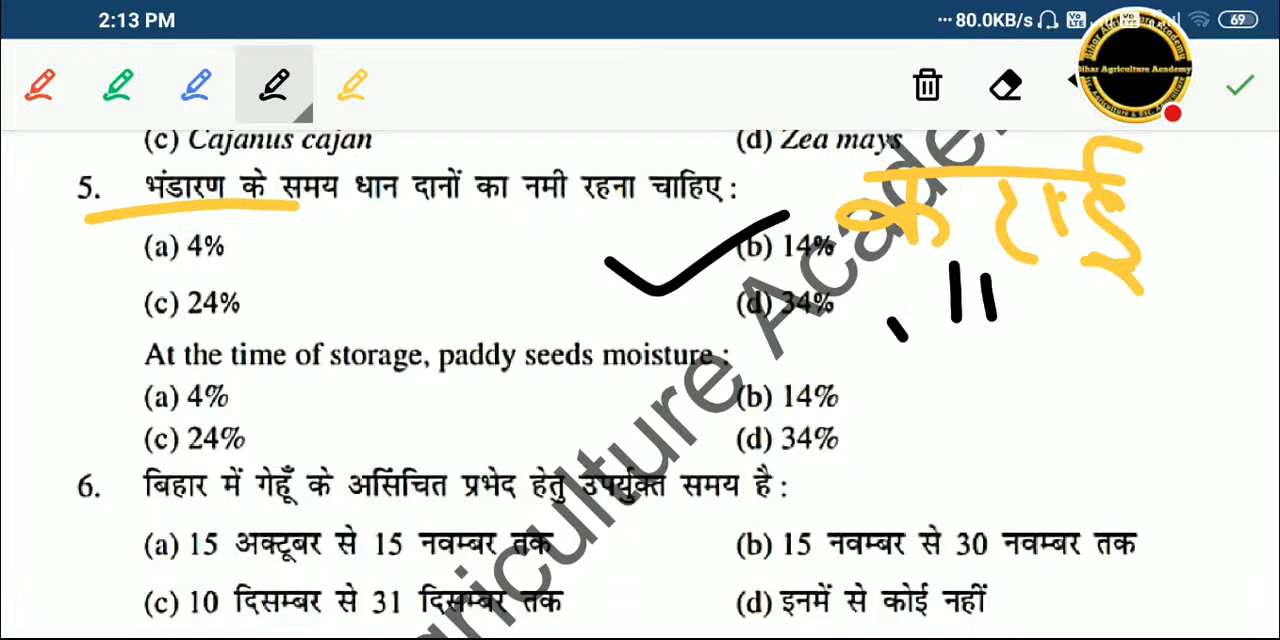 2:13 PM
80.0KB/s
69
Bihar Agriculture Academy
(c) Cajanus cajan (d) Zea mays
5. भंडारण के समय धान दानों का नमी रहना चाहिए :
(a) 4% (b) 14%
(c) 24% (d) 34%
कटाई
At the time of storage, paddy seeds moisture :
(a) 4% (b) 14%
(c) 24% (d) 34%
6. बिहार में गेहूँ के असिंचित प्रभेद हेतु उपर्युक्त समय है :
(a) 15 अक्टूबर से 15 नवम्बर तक (b) 15 नवम्बर से 30 नवम्बर तक
(c) 10 दिसम्बर से 31 दिसम्बर तक (d) इनमें से कोई नहीं